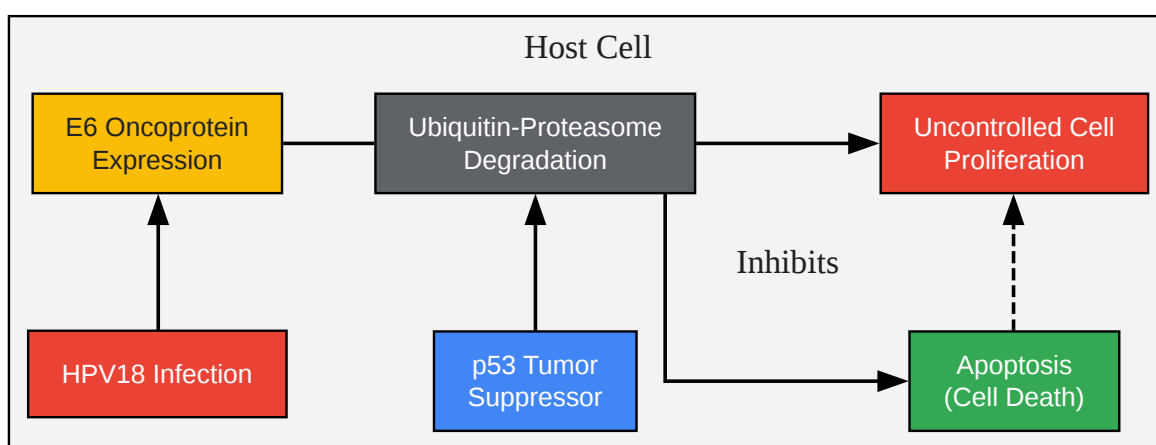 Host Cell
E6 Oncoprotein
Expression
Ubiquitin-Proteasome
Degradation
Uncontrolled Cell
Proliferation
Inhibits
HPV18 Infection
p53 Tumor
Suppressor
Apoptosis
(Cell Death)